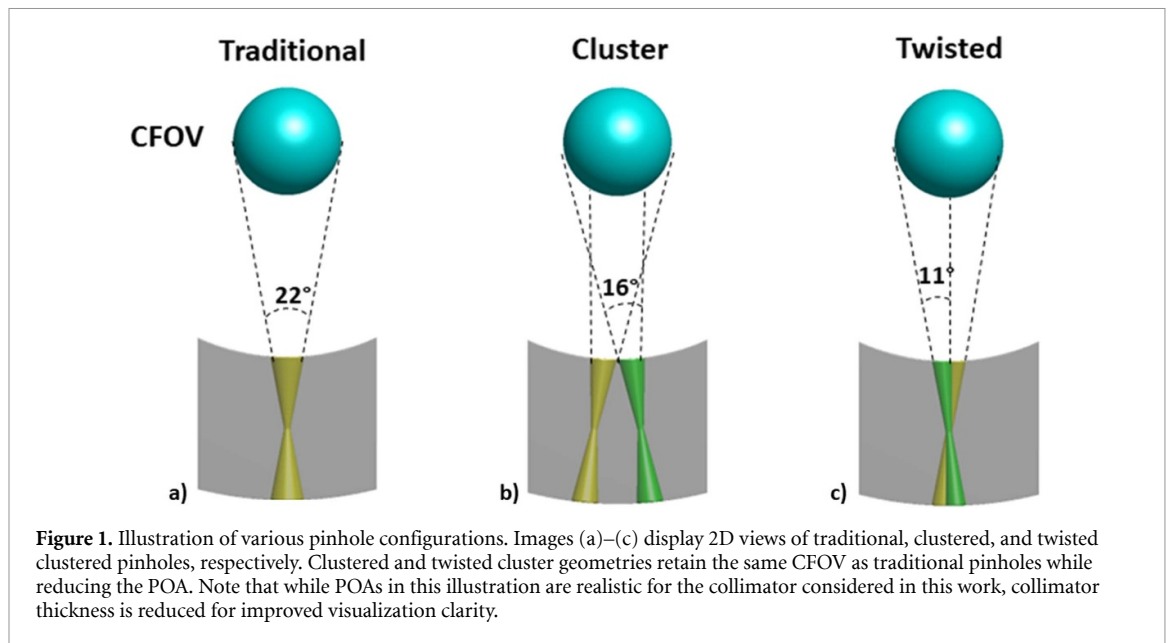 Traditional Cluster Twisted
CFOV
22° 16° 11°
a) b) c)
Figure 1. Illustration of various pinhole configurations. Images (a)–(c) display 2D views of traditional, clustered, and twisted
clustered pinholes, respectively. Clustered and twisted cluster geometries retain the same CFOV as traditional pinholes while
reducing the POA. Note that while POAs in this illustration are realistic for the collimator considered in this work, collimator
thickness is reduced for improved visualization clarity.